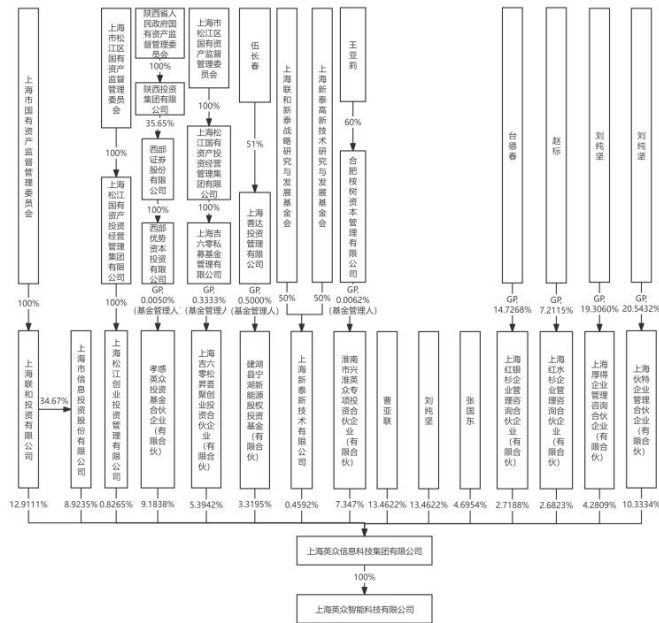 上海市国有资产监督管理委员会
上海市松江区国有资产监督管理委员会
陕西省人民政府国有资产监督管理委员会
上海市松江区国有资产监督管理委员会
伍长春
上海联和新泰战略研究与发展基金会
上海新泰高新技术研究与发展基金会
王亚莉
台德春
赵标
刘纯坚
刘纯坚
100%
陕西投资集团有限公司
35.65%
100%
51%
60%
100%
西部证券股份有限公司
100%
上海松江国有资产投资经营管理集团有限公司
合肥桉树资本管理有限公司
上海松江国有资产投资经营管理集团有限公司
西部优势资本投资有限公司
100%
上海吉六零私募基金管理有限公司
上海善达投资管理有限公司
100%
100%
GP,
0.0050%
(基金管理人)
GP,
0.3333%
(基金管理人)
GP,
0.5000%
(基金管理人)
50%
50%
GP,
0.0062%
(基金管理人)
GP,
14.7268%
GP,
7.2115%
GP,
19.3060%
GP,
20.5432%
上海联和投资有限公司
34.67%
上海市信息投资股份有限公司
上海松江创业投资管理有限公司
孝感英众投资基金合伙企业(有限合伙)
上海吉六零松昇荟聚创业投资合伙企业(有限合伙)
建湖县宁湖新能源股权投资基金(有限合伙)
上海新泰新技术有限公司
淮南市兴淮英众专项投资合伙企业(有限合伙)
曹亚联
刘纯坚
张国东
上海红银杉企业管理咨询合伙企业(有限合伙)
上海红水杉企业管理咨询合伙企业(有限合伙)
上海厚得企业管理咨询合伙企业(有限合伙)
上海伙特企业管理合伙企业(有限合伙)
12.9111%
8.9235%
0.8265%
9.1838%
5.3942%
3.3195%
0.4592%
7.347%
13.4622%
13.4622%
4.6954%
2.7188%
2.6823%
4.2809%
10.3334%
上海英众信息科技集团有限公司
100%
上海英众智能科技有限公司